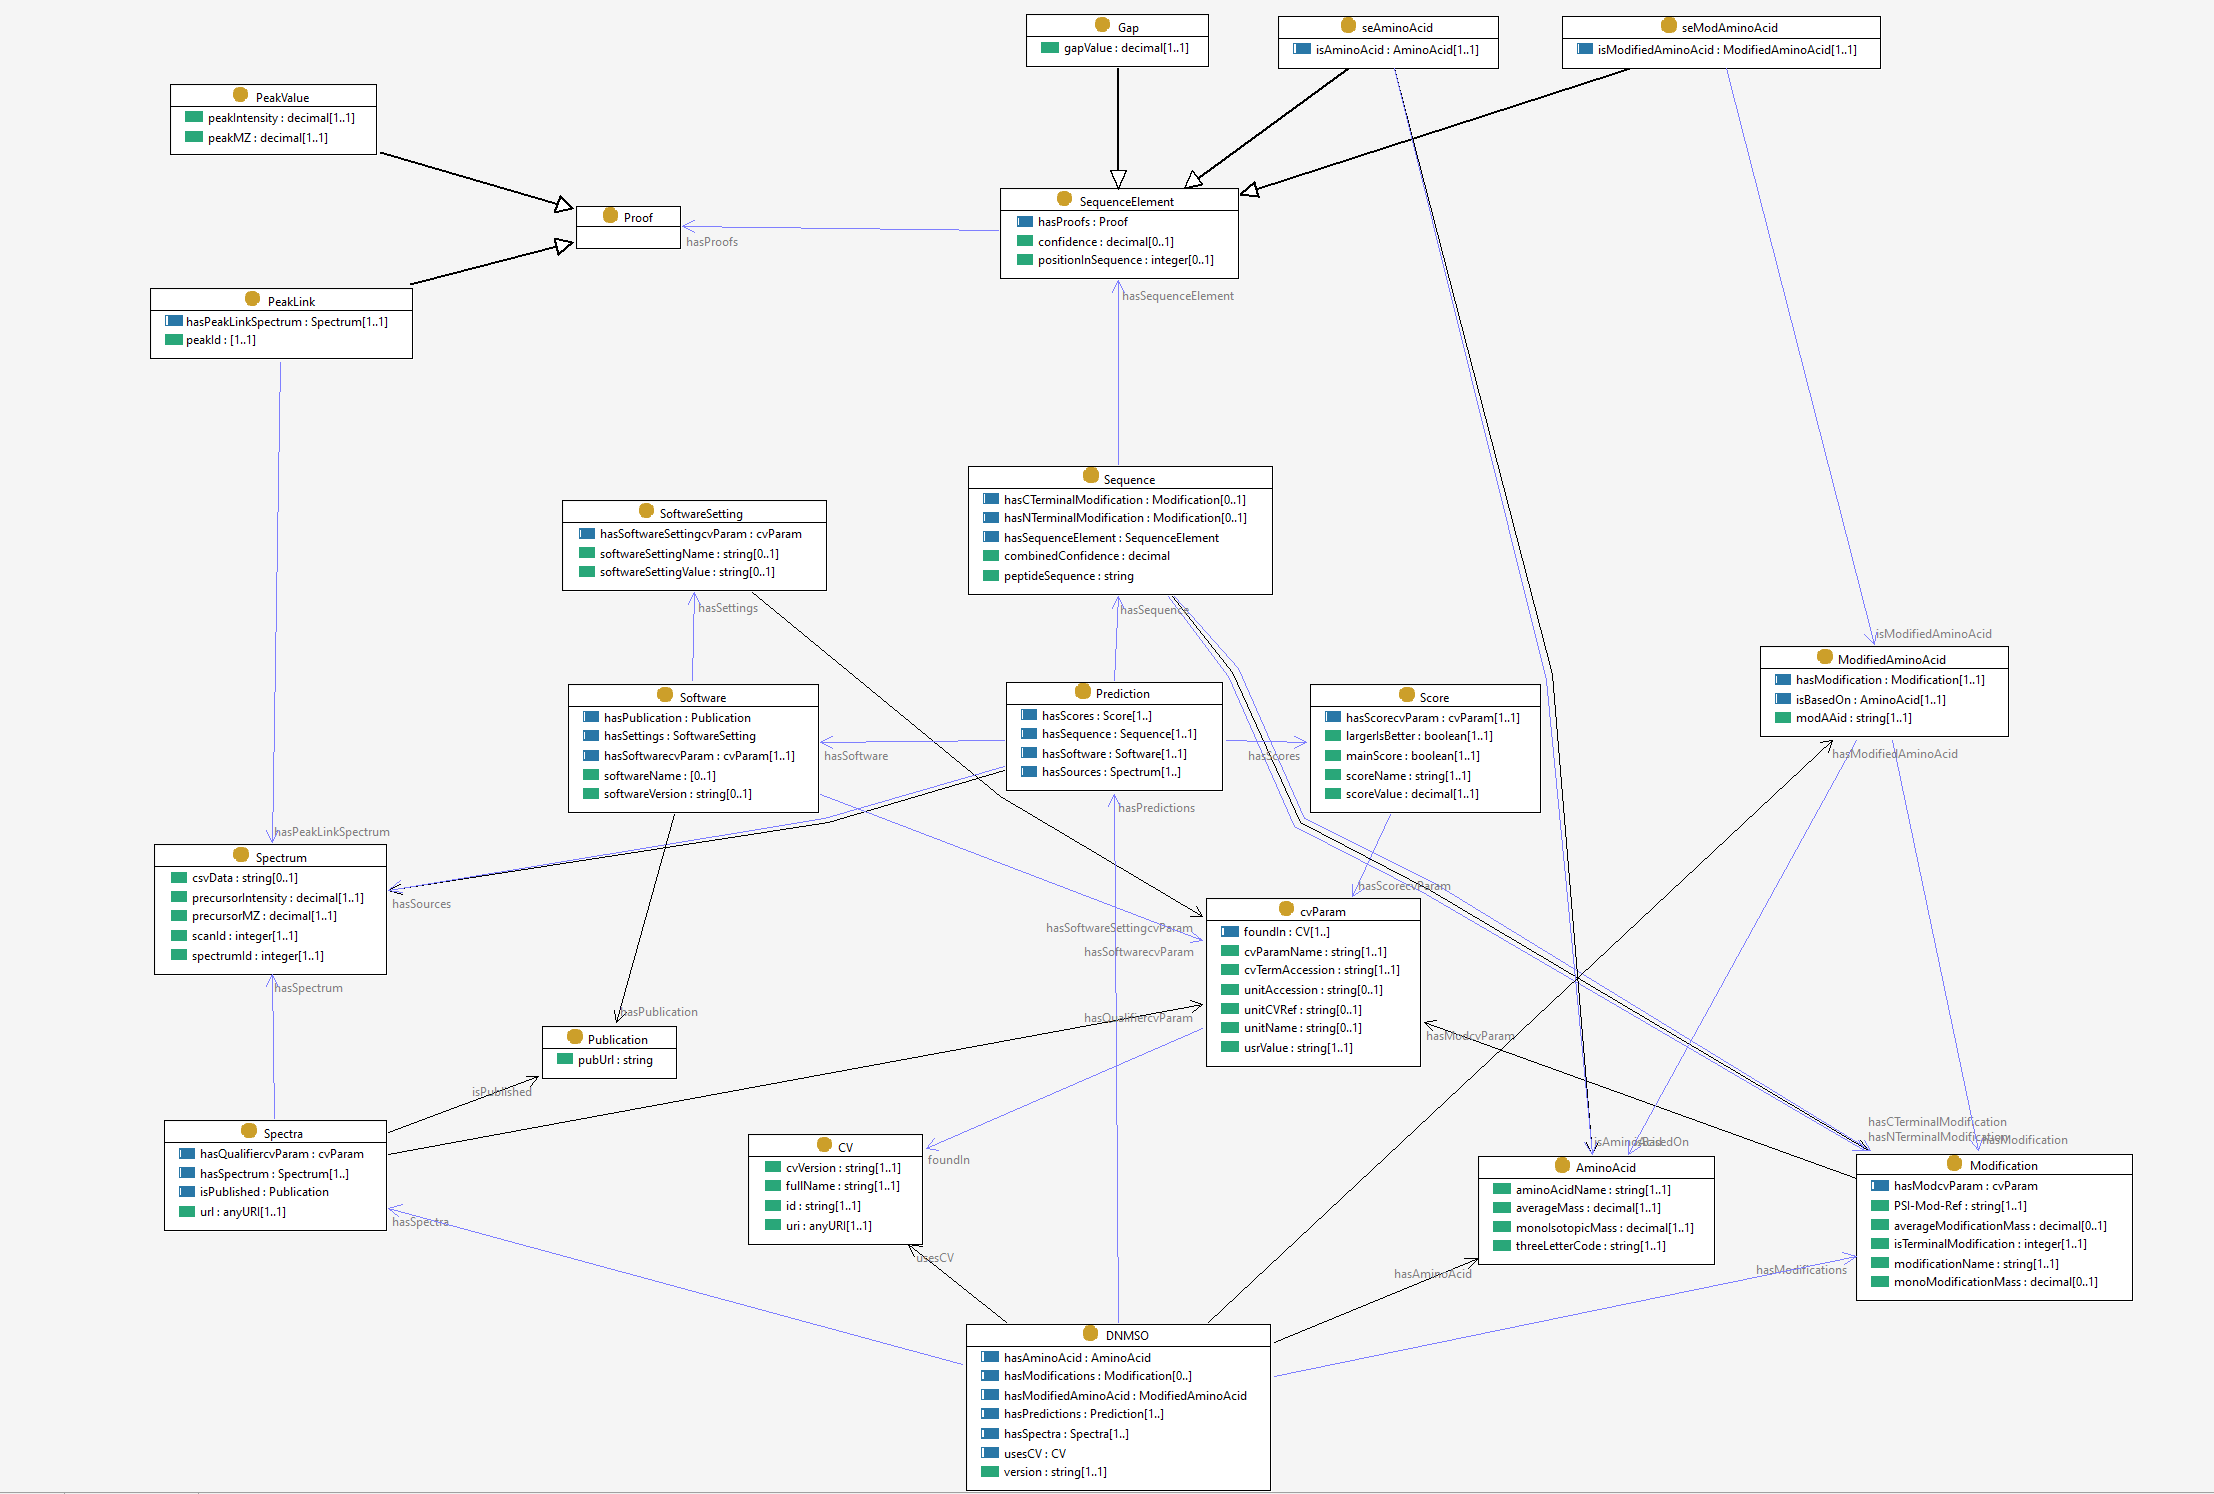 Gap
gapValue : decimal[1..1]
seAminoAcid
isAminoAcid : AminoAcid[1..1]
seModAminoAcid
isModifiedAminoAcid : ModifiedAminoAcid[1..1]
PeakValue
peakIntensity : decimal[1..1]
peakMZ : decimal[1..1]
Proof
hasProofs
SequenceElement
hasProofs : Proof
confidence : decimal[0..1]
positionInSequence : integer[0..1]
hasSequenceElement
PeakLink
hasPeakLinkSpectrum : Spectrum[1..1]
peakId : [1..1]
Sequence
hasCTerminalModification : Modification[0..1]
hasNTerminalModification : Modification[0..1]
hasSequenceElement : SequenceElement
combinedConfidence : decimal
peptideSequence : string
SoftwareSetting
hasSoftwareSettingcvParam : cvParam
softwareSettingName : string[0..1]
softwareSettingValue : string[0..1]
hasSettings
hasSequence
isModifiedAminoAcid
ModifiedAminoAcid
hasModification : Modification[1..1]
isBasedOn : AminoAcid[1..1]
modAAid : string[1..1]
hasModifiedAminoAcid
Software
hasPublication : Publication
hasSettings : SoftwareSetting
hasSoftwarecvParam : cvParam[1..1]
softwareName : [0..1]
softwareVersion : string[0..1]
hasSoftware
Prediction
hasScores : Score[1..]
hasSequence : Sequence[1..1]
hasSoftware : Software[1..1]
hasSources : Spectrum[1..]
hasScores
hasPredictions
Score
hasScorecvParam : cvParam[1..1]
largerIsBetter : boolean[1..1]
mainScore : boolean[1..1]
scoreName : string[1..1]
scoreValue : decimal[1..1]
hasPeakLinkSpectrum
Spectrum
csvData : string[0..1]
precursorIntensity : decimal[1..1]
precursorMZ : decimal[1..1]
scanId : integer[1..1]
spectrumId : integer[1..1]
hasSources
hasSpectrum
hasScorecvParam
cvParam
foundIn : CV[1..]
cvParamName : string[1..1]
cvTermAccession : string[1..1]
unitAccession : string[0..1]
unitCVRef : string[0..1]
unitName : string[0..1]
usrValue : string[1..1]
hasSoftwareSettingcvParam
hasSoftwarecvParam
hasQualifiercvParam
hasModcvParam
hasPublication
Publication
pubUrl : string
isPublished
Spectra
hasQualifiercvParam : cvParam
hasSpectrum : Spectrum[1..]
isPublished : Publication
url : anyURI[1..1]
hasSpectra
CV
cvVersion : string[1..1]
fullName : string[1..1]
id : string[1..1]
uri : anyURI[1..1]
foundIn
usesCV
isAminoAcid
isBasedOn
AminoAcid
aminoAcidName : string[1..1]
averageMass : decimal[1..1]
monoIsotopicMass : decimal[1..1]
threeLetterCode : string[1..1]
hasAminoAcid
hasCTerminalModification
hasNTerminalModification
hasModification
Modification
hasModcvParam : cvParam
PSI-Mod-Ref : string[1..1]
averageModificationMass : decimal[0..1]
isTerminalModification : integer[1..1]
modificationName : string[1..1]
monoModificationMass : decimal[0..1]
hasModifications
DNMSO
hasAminoAcid : AminoAcid
hasModifications : Modification[0..]
hasModifiedAminoAcid : ModifiedAminoAcid
hasPredictions : Prediction[1..]
hasSpectra : Spectra[1..]
usesCV : CV
version : string[1..1]